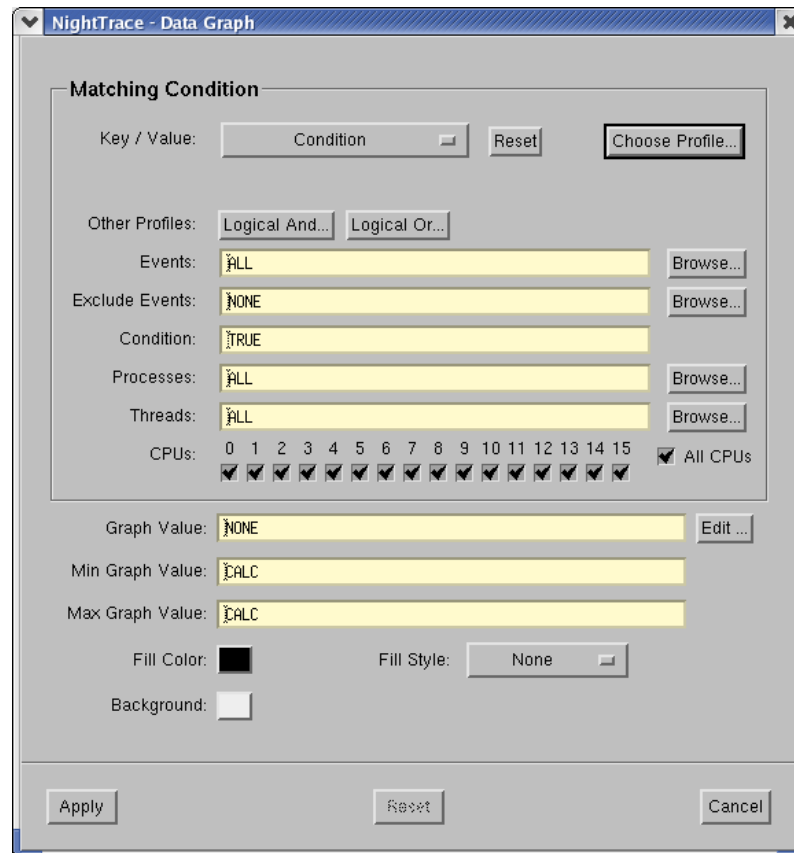 NightTrace - Data Graph
Matching Condition
Key / Value: Condition Reset Choose Profile...
Other Profiles: Logical And... Logical Or...
Events: ALL Browse...
Exclude Events: NONE Browse...
Condition: TRUE
Processes: ALL Browse...
Threads: ALL Browse...
CPUs: 0 1 2 3 4 5 6 7 8 9 10 11 12 13 14 15 All CPUs
Graph Value: NONE Edit ...
Min Graph Value: CALC
Max Graph Value: CALC
Fill Color: Fill Style: None
Background:
Apply Reset Cancel